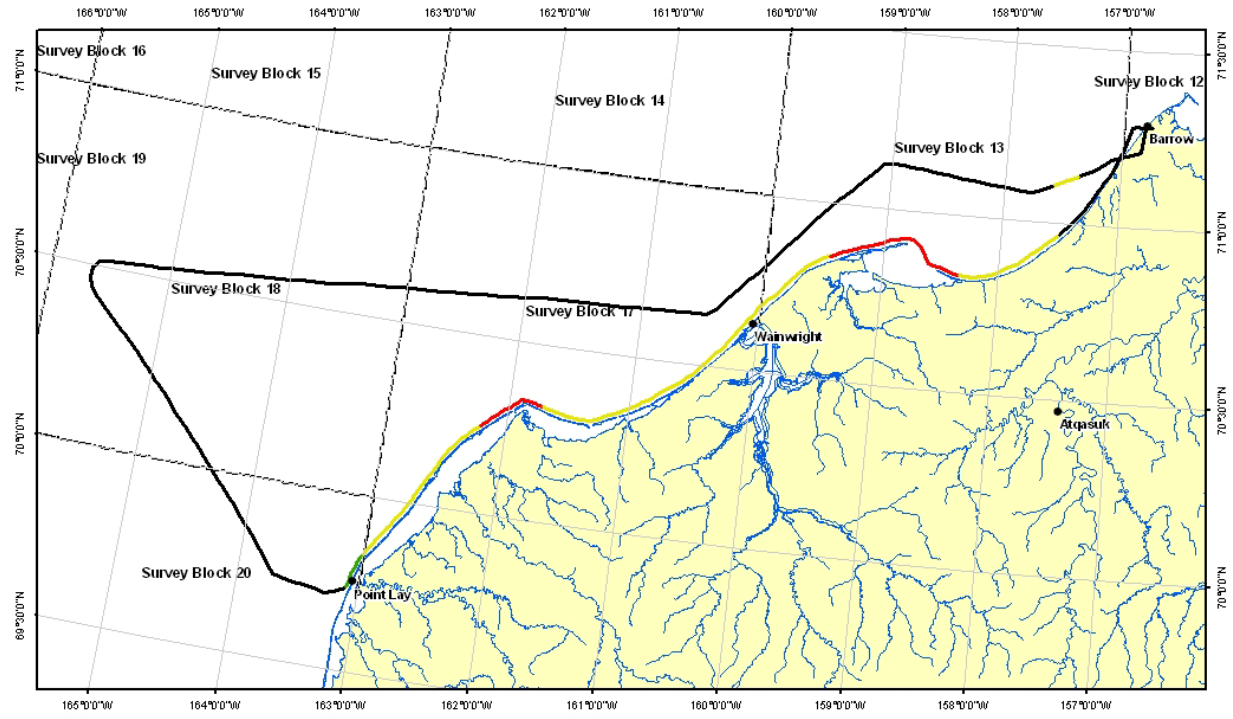 166°0'0"W 165°0'0"W 164°0'0"W 163°0'0"W 162°0'0"W 161°0'0"W 160°0'0"W 159°0'0"W 158°0'0"W 157°0'0"W
71°0'0"N
70°30'0"N
70°0'0"N
69°30'0"N
Survey Block 16
Survey Block 15
Survey Block 14
Survey Block 12
Survey Block 19
Survey Block 13
Barrow
Survey Block 18
Survey Block 17
Wainwright
Atqasuk
Survey Block 20
Point Lay
71°30'0"N
71°0'0"N
70°30'0"N
70°0'0"N
165°0'0"W 164°0'0"W 163°0'0"W 162°0'0"W 161°0'0"W 160°0'0"W 159°0'0"W 158°0'0"W 157°0'0"W